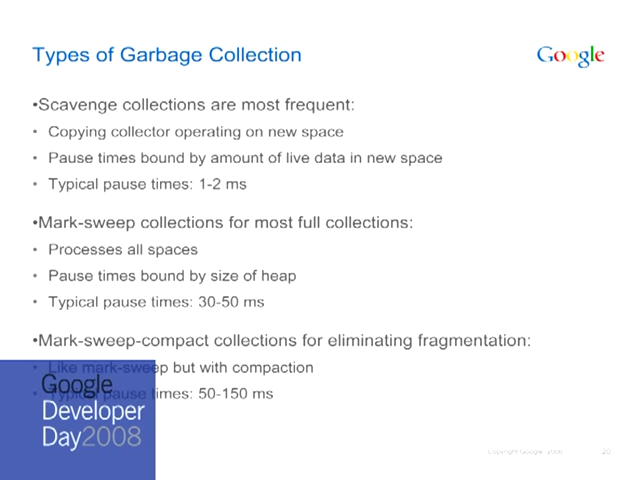 Types of Garbage Collection
Google
•Scavenge collections are most frequent:
• Copying collector operating on new space
• Pause times bound by amount of live data in new space
• Typical pause times: 1-2 ms
•Mark-sweep collections for most full collections:
• Processes all spaces
• Pause times bound by size of heap
• Typical pause times: 30-50 ms
•Mark-sweep-compact collections for eliminating fragmentation:
• Like mark-sweep but with compaction
• Typical pause times: 50-150 ms
Google
Developer
Day2008
Copyright Google, 2008
20